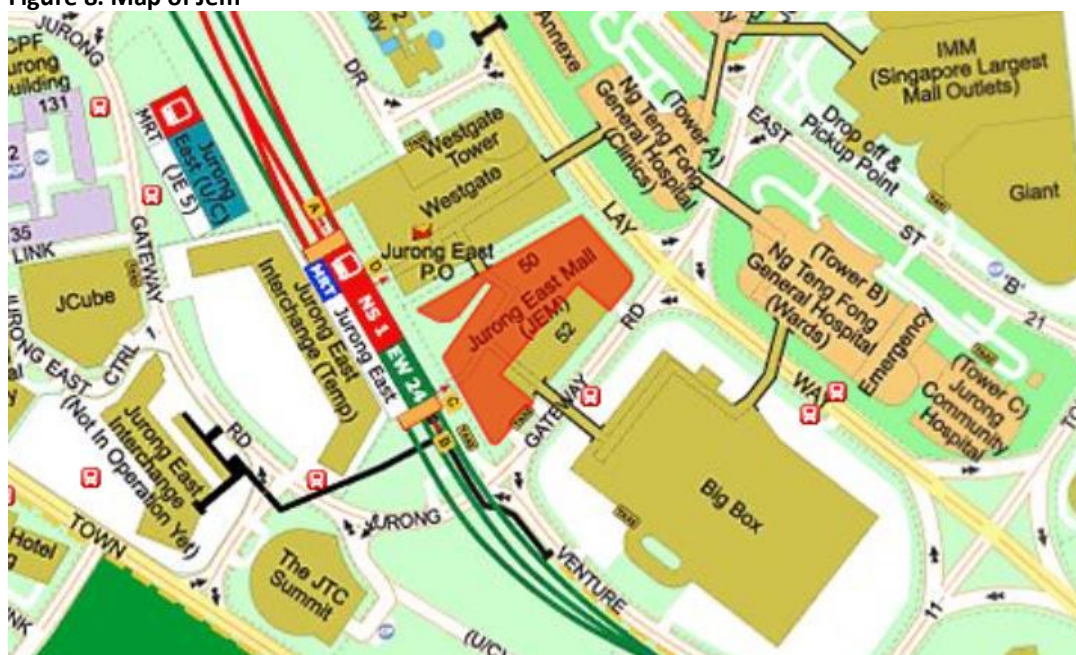 Figure 8: Map of Jem
JURONG
CPF
Jurong
Building
131
MRT
Jurong
East (U/C)
(JE 5)
DR
Annexe
Ng Teng Fong
General Hospital
(Clinics)
(Tower A)
IMM
(Singapore Largest
Mall Outlets)
Drop off &
Pickup Point
Giant
EAST
ST
'B'
21
Westgate
Tower
Westgate
Jurong East
P.O
LAY
WAY
35
LINK
GATEWAY
JCube
Jurong East
Interchange (Temp)
A
D
MRT
Jurong East
NS 1
EW 24
C
B
50
Jurong East Mall
(JEM)
52
GATEWAY
RD
(Tower B)
Ng Teng Fong
General Hospital
(Wards)
Emergency
(Tower C)
Jurong
Community
Hospital
JURONG EAST
CTRL 1
Jurong East
Interchange
(Not In Operation Yet)
RD
JURONG
VENTURE
Big Box
TOWN
Hotel
The JTC
Summit
(U/C)
11